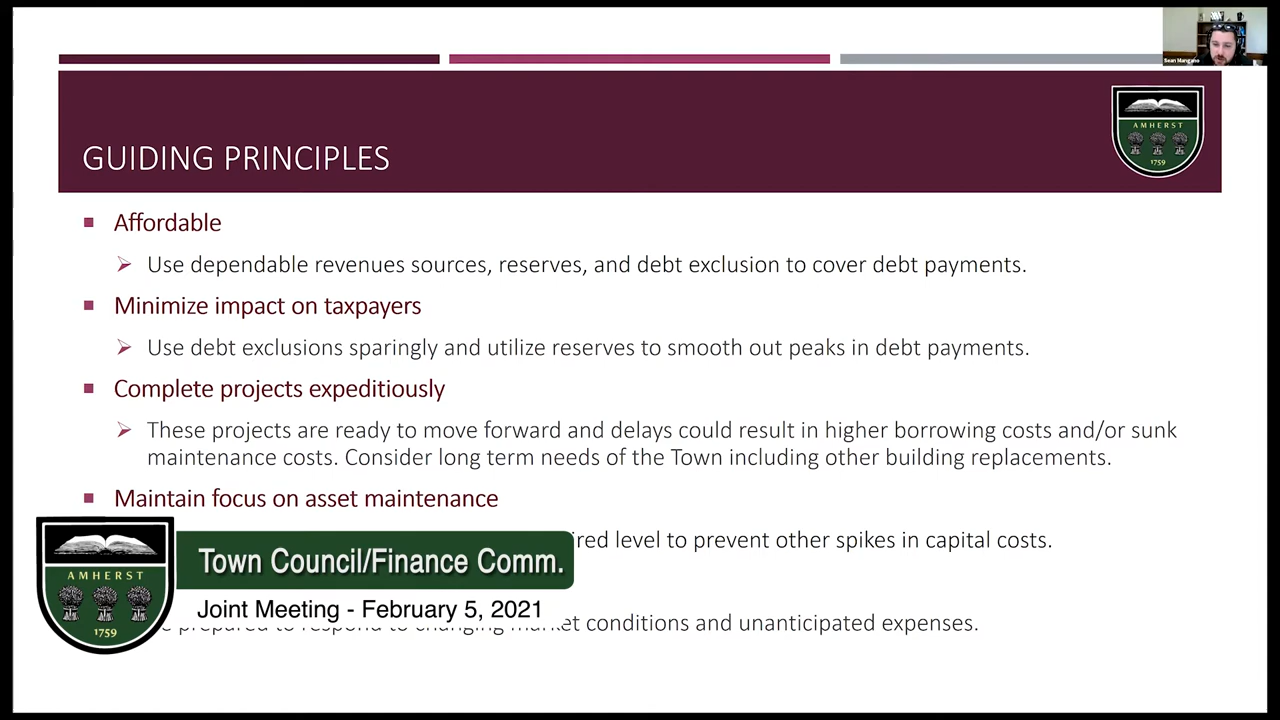 Sean Mangano
AMHERST
1759
GUIDING PRINCIPLES
Affordable
Use dependable revenues sources, reserves, and debt exclusion to cover debt payments.
Minimize impact on taxpayers
Use debt exclusions sparingly and utilize reserves to smooth out peaks in debt payments.
Complete projects expeditiously
These projects are ready to move forward and delays could result in higher borrowing costs and/or sunk
maintenance costs. Consider long term needs of the Town including other building replacements.
Maintain focus on asset maintenance
level to prevent other spikes in capital costs.
prepared to respond to changing market conditions and unanticipated expenses.
AMHERST
1759
Town Council/Finance Comm.
Joint Meeting - February 5, 2021